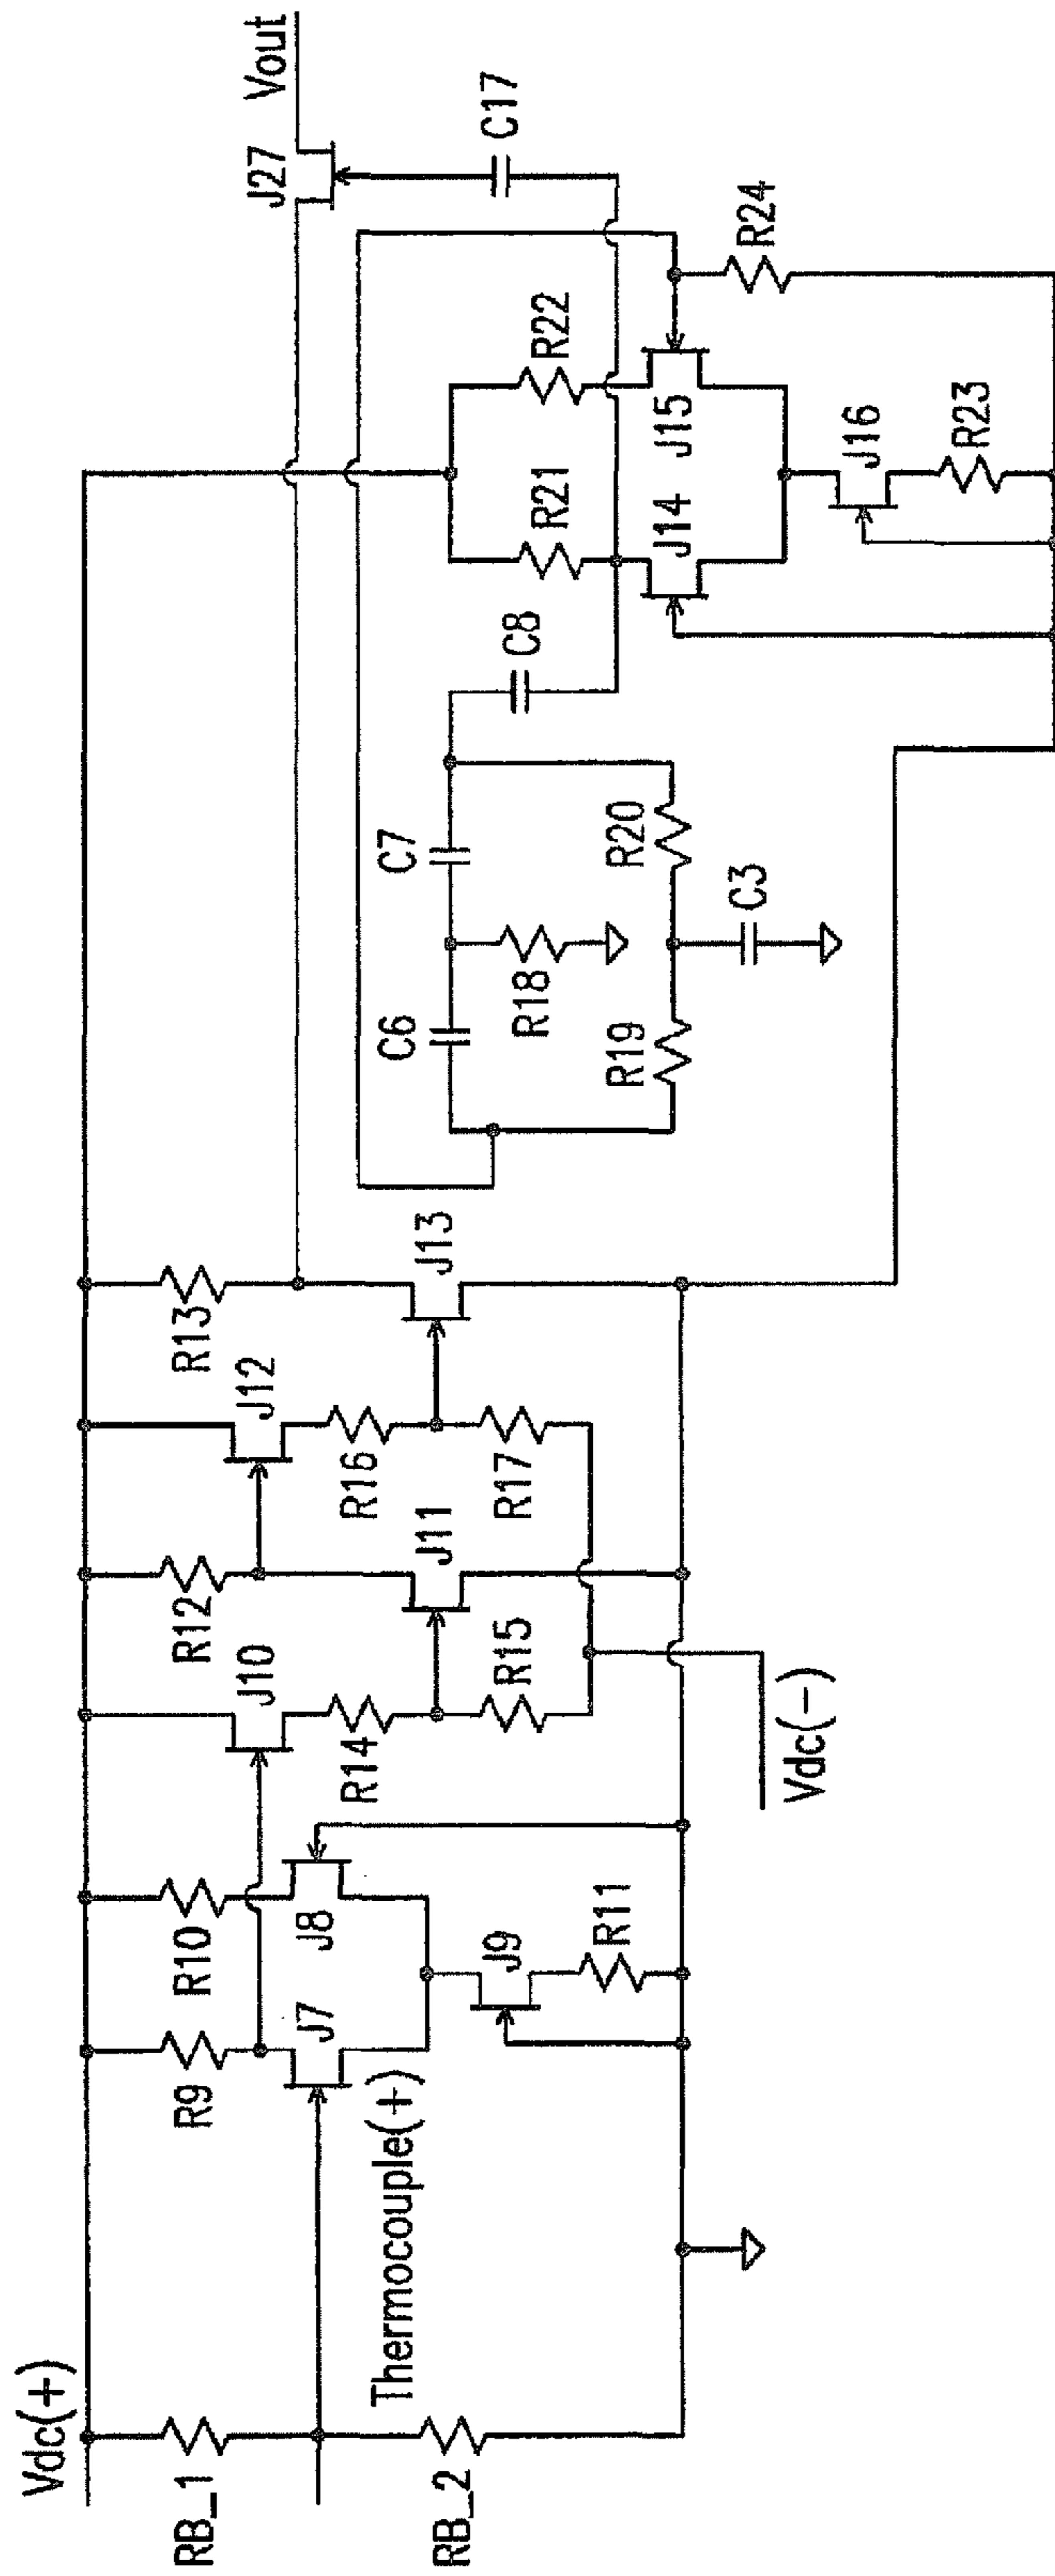 Vdc(+)
RB_1
RB_2
Thermocouple(+)
R9
R10
J7
J8
J9
R11
J10
R14
R15
R12
J11
J12
R16
R17
R13
J13
Vdc(-)
C6
C7
R18
R19
R20
C3
C8
R21
R22
J14
J15
J16
R23
R24
J27
C17
Vout